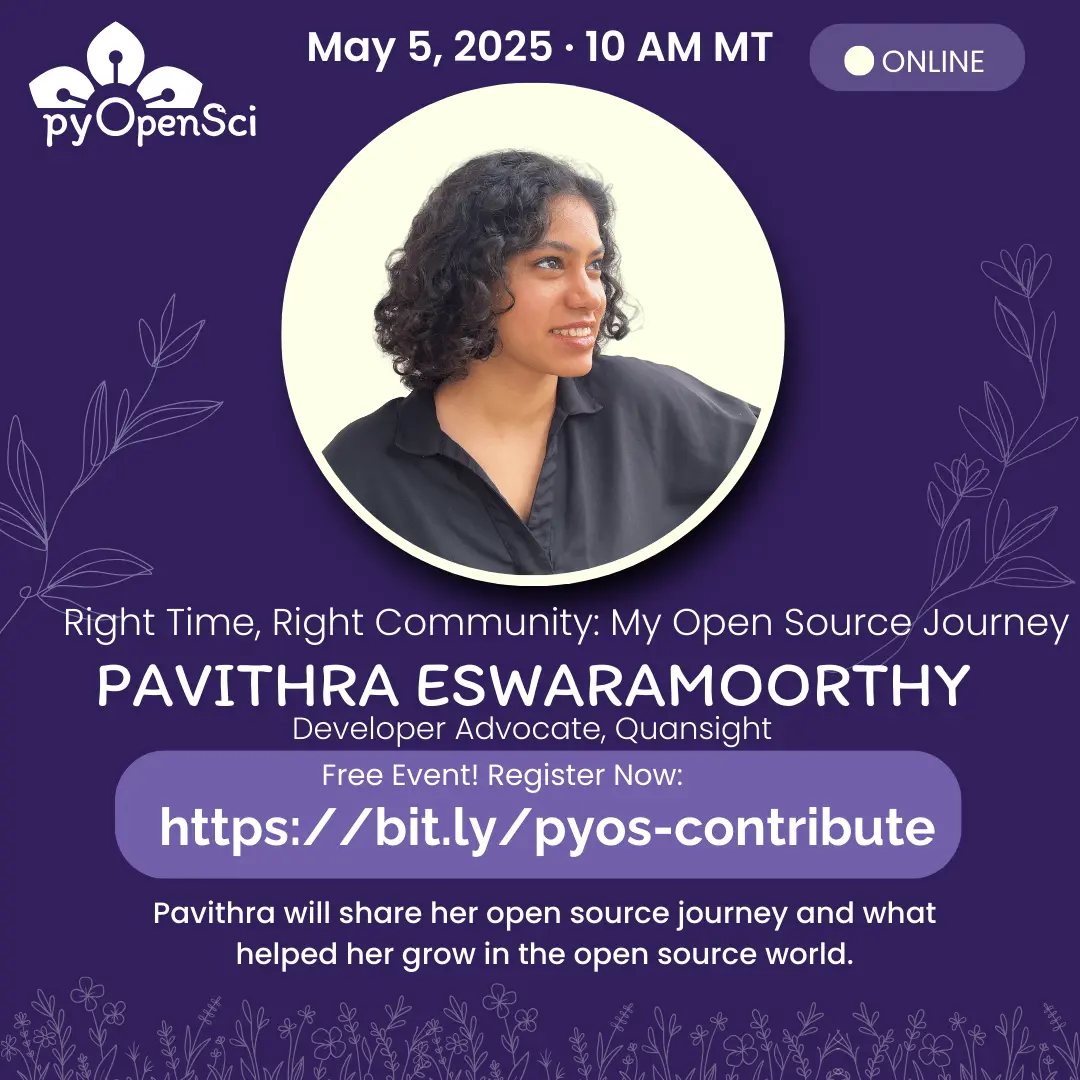 May 5, 2025 · 10 AM MT
ONLINE
pyOpenSci
Right Time, Right Community: My Open Source Journey
PAVITHRA ESWARAMOORTHY
Developer Advocate, Quansight
Free Event! Register Now:
https://bit.ly/pyos-contribute
Pavithra will share her open source journey and what
helped her grow in the open source world.